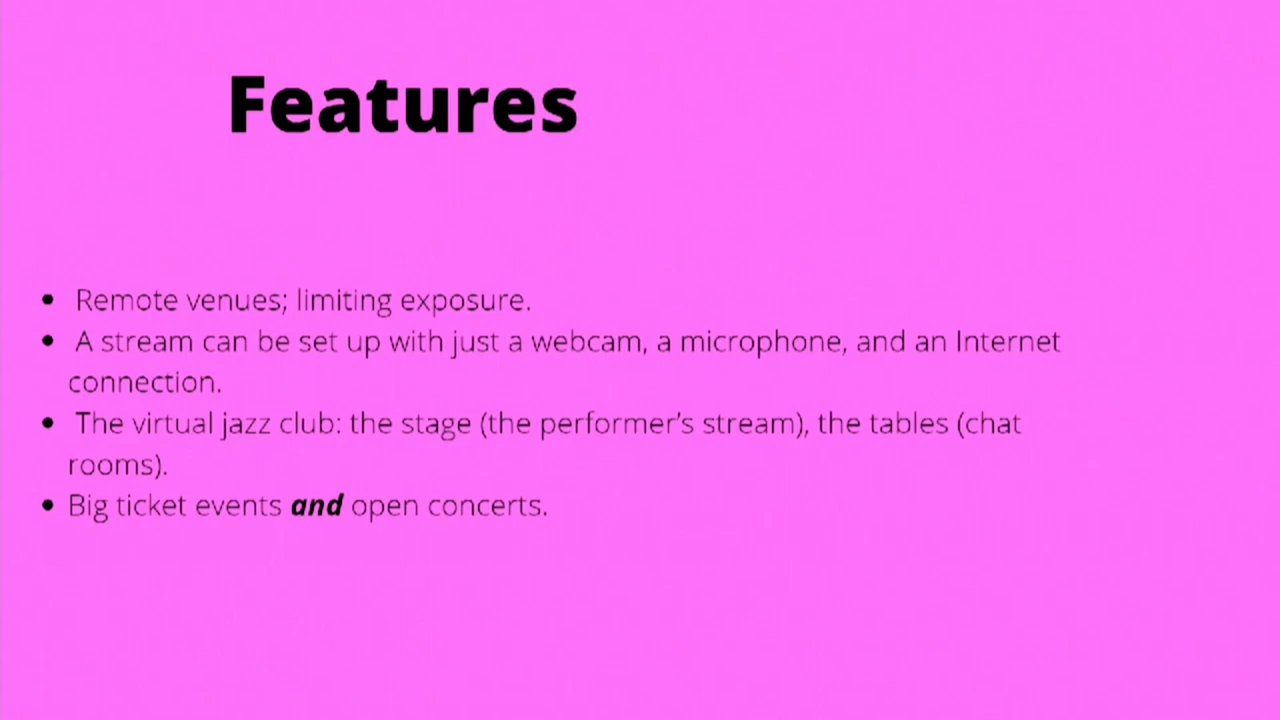 Features
• Remote venues; limiting exposure.
• A stream can be set up with just a webcam, a microphone, and an Internet
connection.
• The virtual jazz club: the stage (the performer’s stream), the tables (chat
rooms).
• Big ticket events and open concerts.